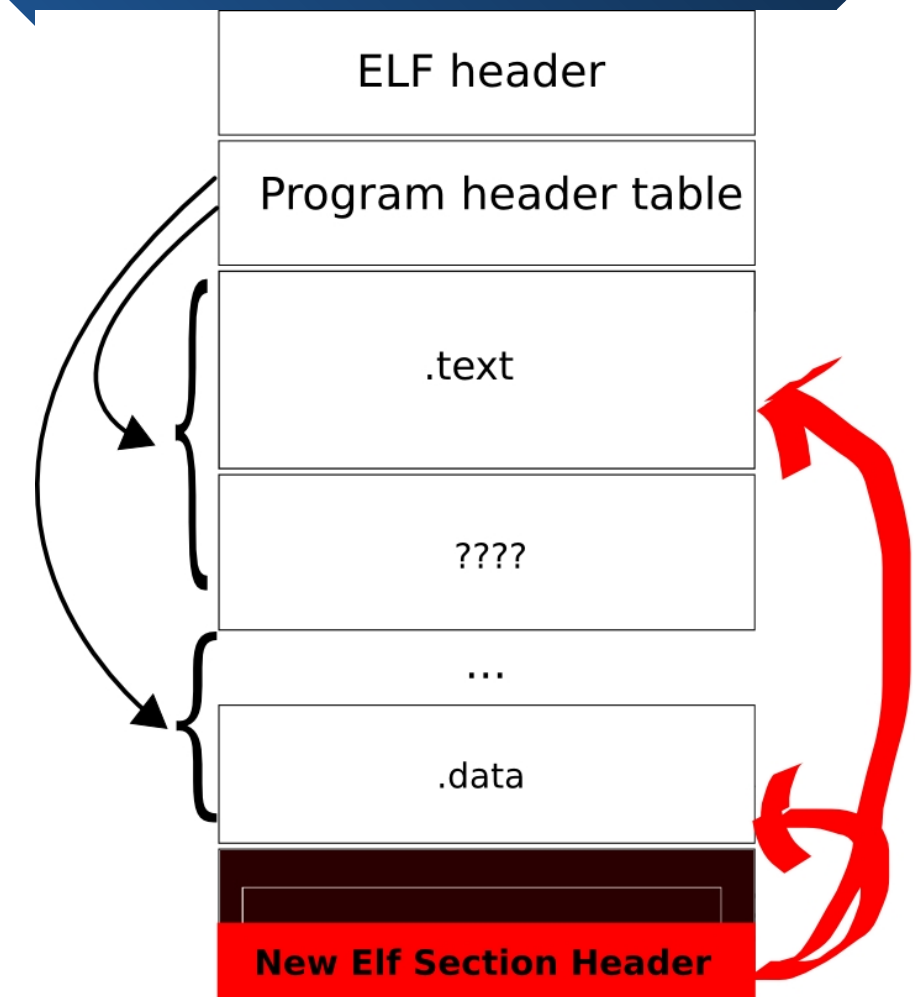 ELF header
Program header table
.text
????
...
.data
New Elf Section Header